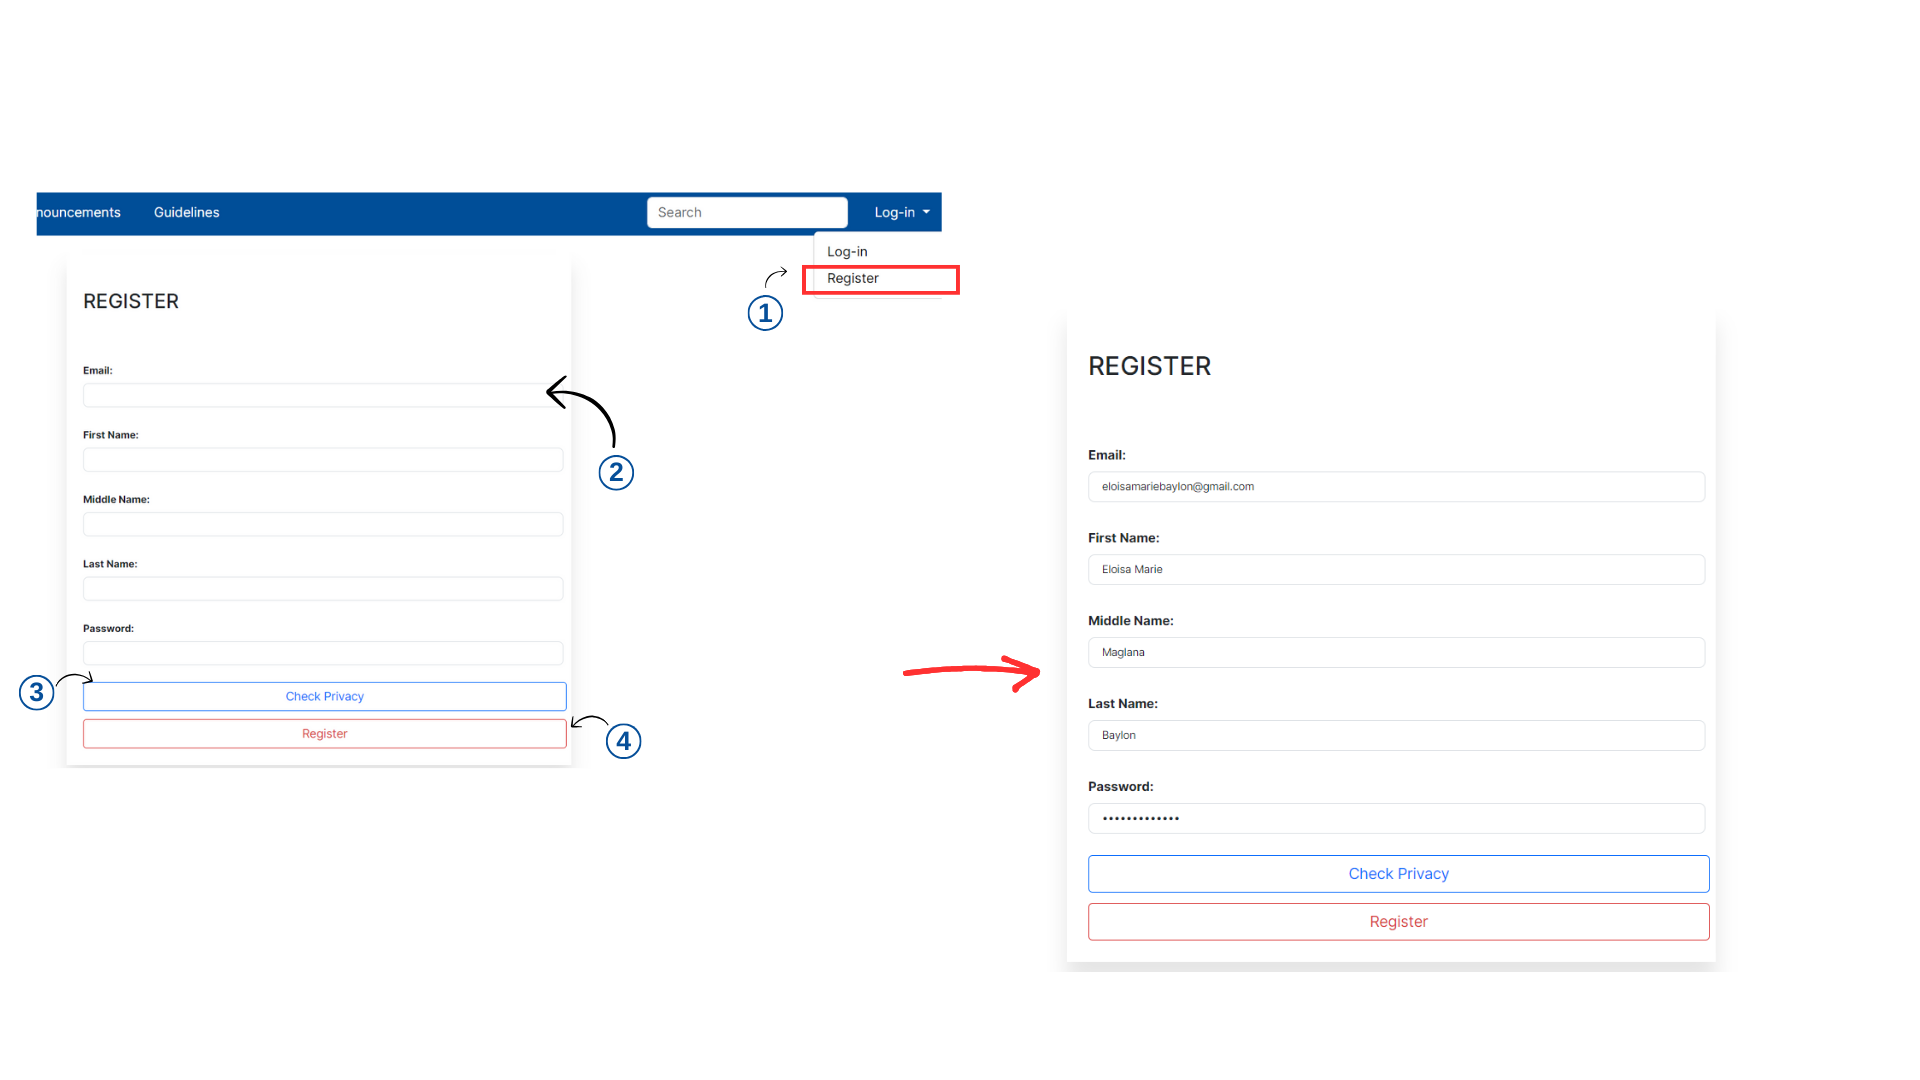 nouncements Guidelines Search Log-in
Log-in
Register
1
REGISTER
Email:
2
First Name:
Middle Name:
Last Name:
Password:
3
Check Privacy
Register
4
REGISTER
Email:
eloisamariebaylon@gmail.com
First Name:
Eloisa Marie
Middle Name:
Maglana
Last Name:
Baylon
Password:
•••••••••••••
Check Privacy
Register